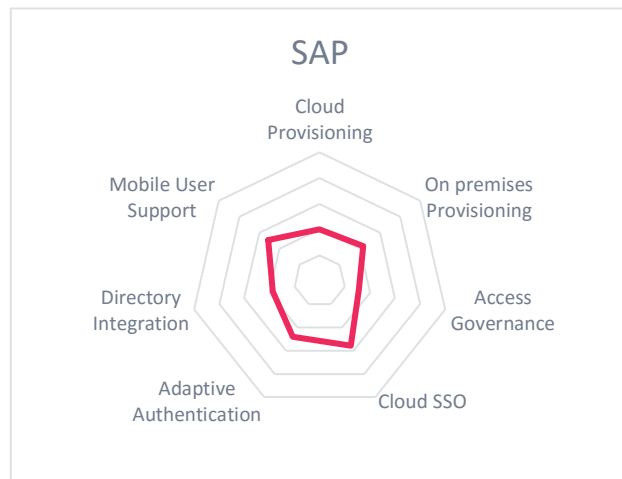 SAP
Cloud
Provisioning
On premises
Provisioning
Access
Governance
Cloud SSO
Adaptive
Authentication
Directory
Integration
Mobile User
Support